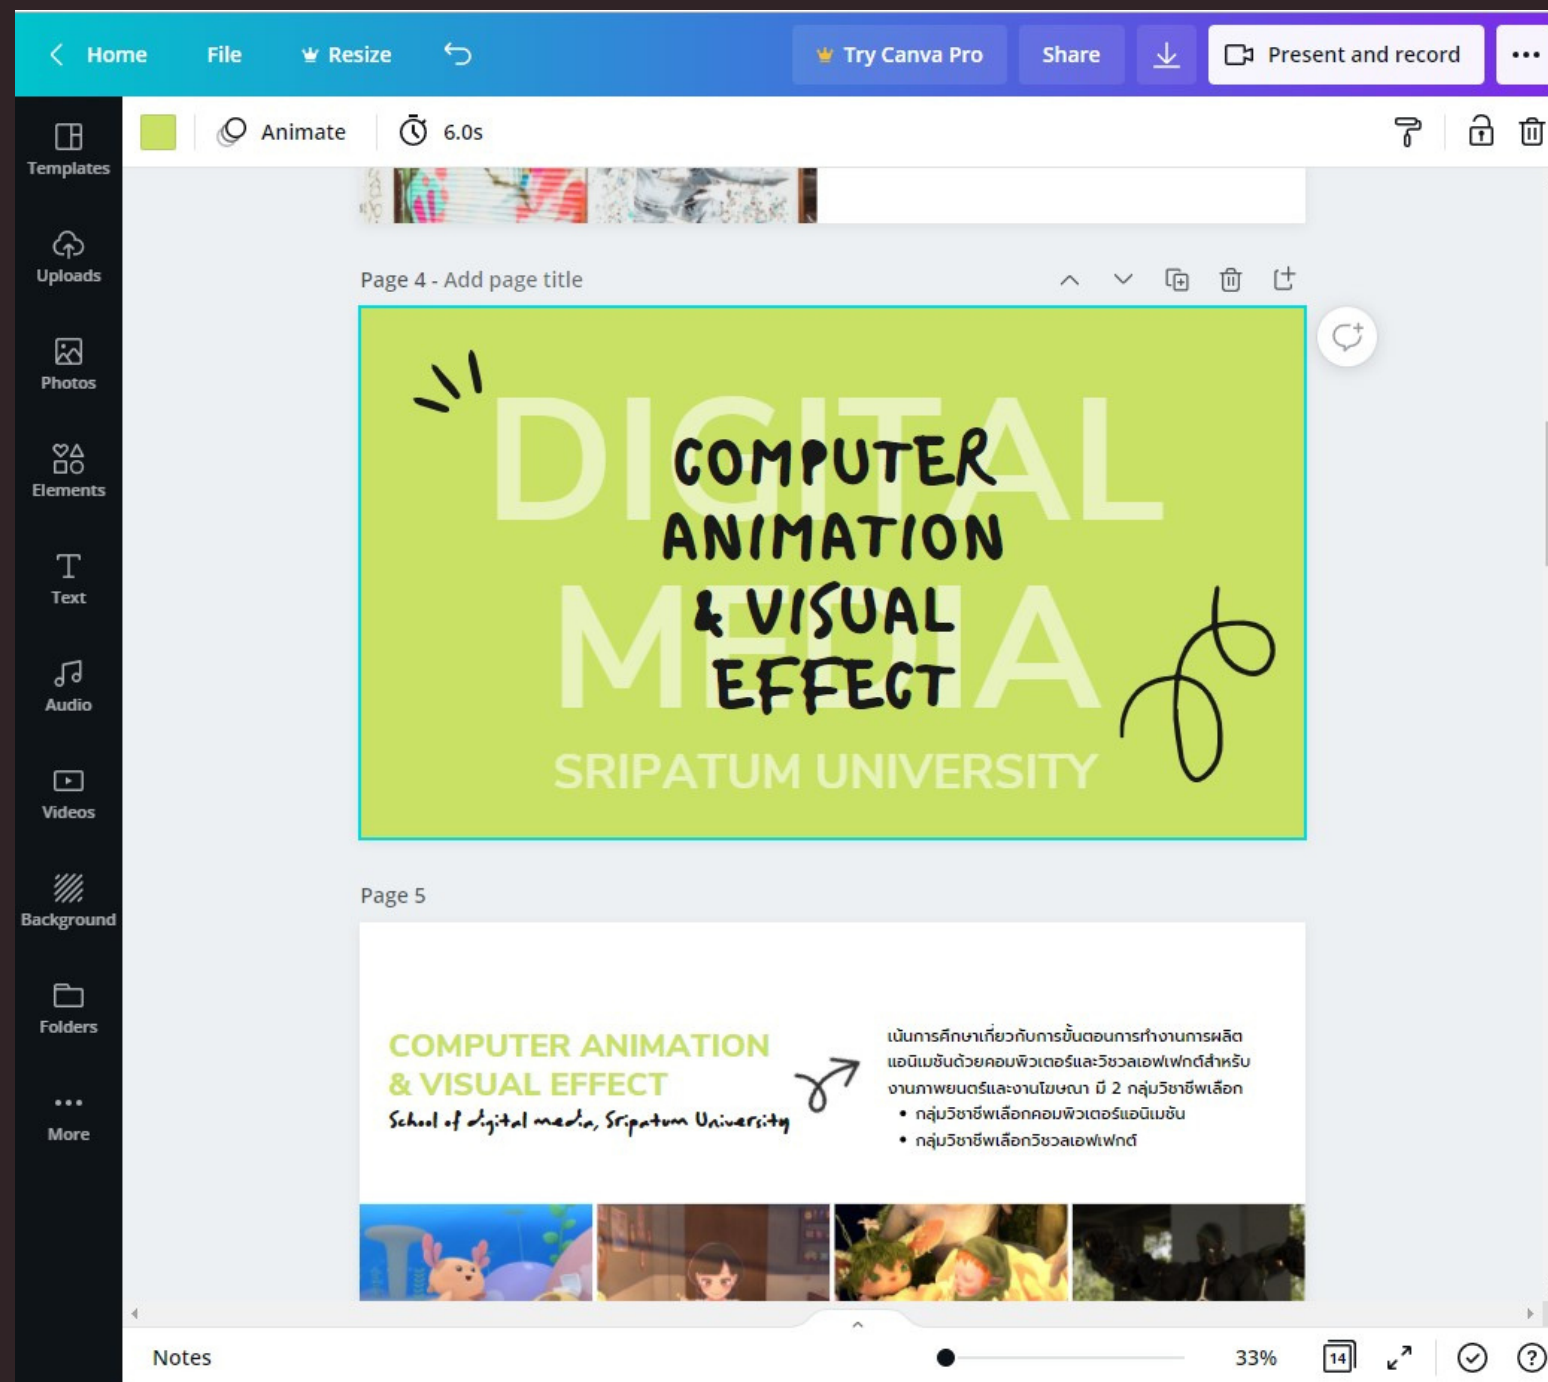 Home File Resize Try Canva Pro Share Present and record
Animate 6.0s
Templates
Uploads
Photos
Elements
Text
Audio
Videos
Background
Folders
More
Page 4 - Add page title
DIGITAL
MEDIA
SRIPATUM UNIVERSITY
COMPUTER
ANIMATION
& VISUAL
EFFECT
Page 5
COMPUTER ANIMATION
& VISUAL EFFECT
School of digital media, Sripatum University
เน้นการศึกษาเกี่ยวกับการขั้นตอนการทำงานการผลิต
แอนิเมชันด้วยคอมพิวเตอร์และวิชวลเอฟเฟกต์สำหรับ
งานภาพยนตร์และงานโฆษณา มี 2 กลุ่มวิชาชีพเลือก
• กลุ่มวิชาชีพเลือกคอมพิวเตอร์แอนิเมชัน
• กลุ่มวิชาชีพเลือกวิชวลเอฟเฟกต์
Notes 33% 14